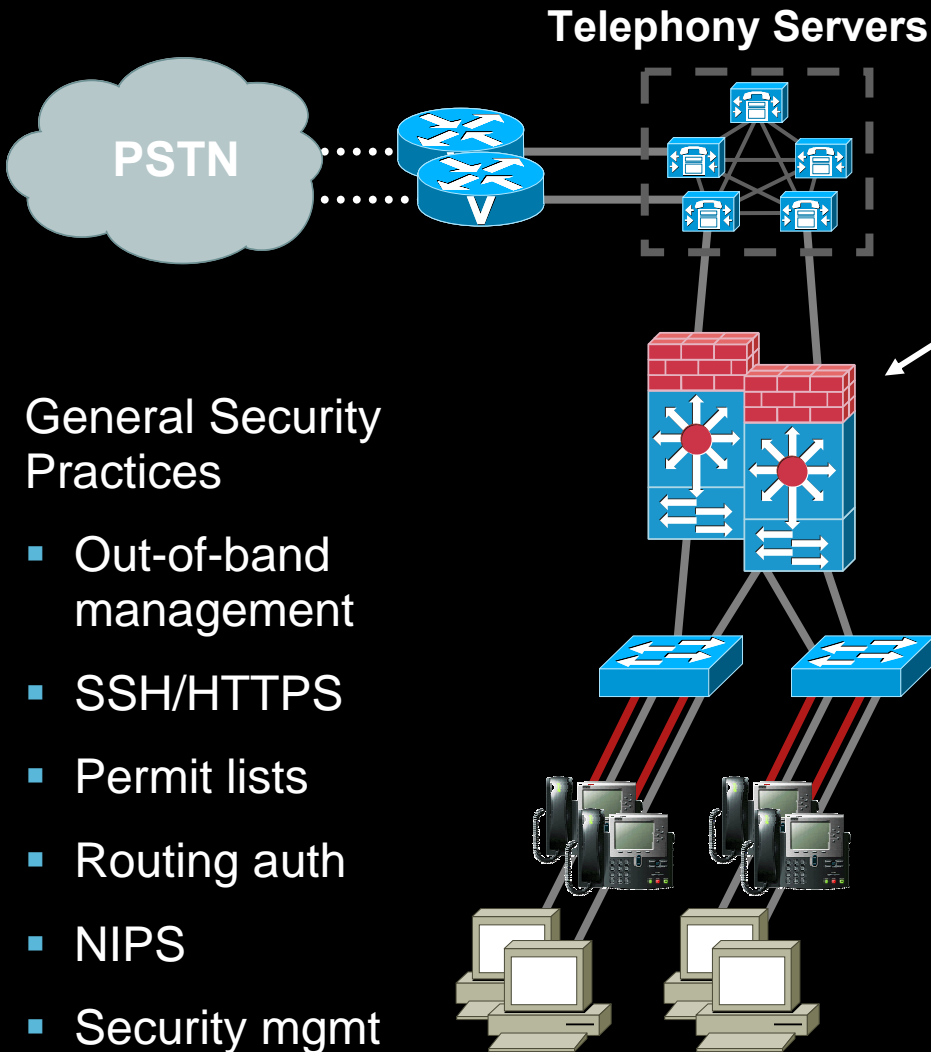 Telephony Servers
PSTN
V
General Security
Practices
Out-of-band
management
SSH/HTTPS
Permit lists
Routing auth
NIPS
Security mgmt